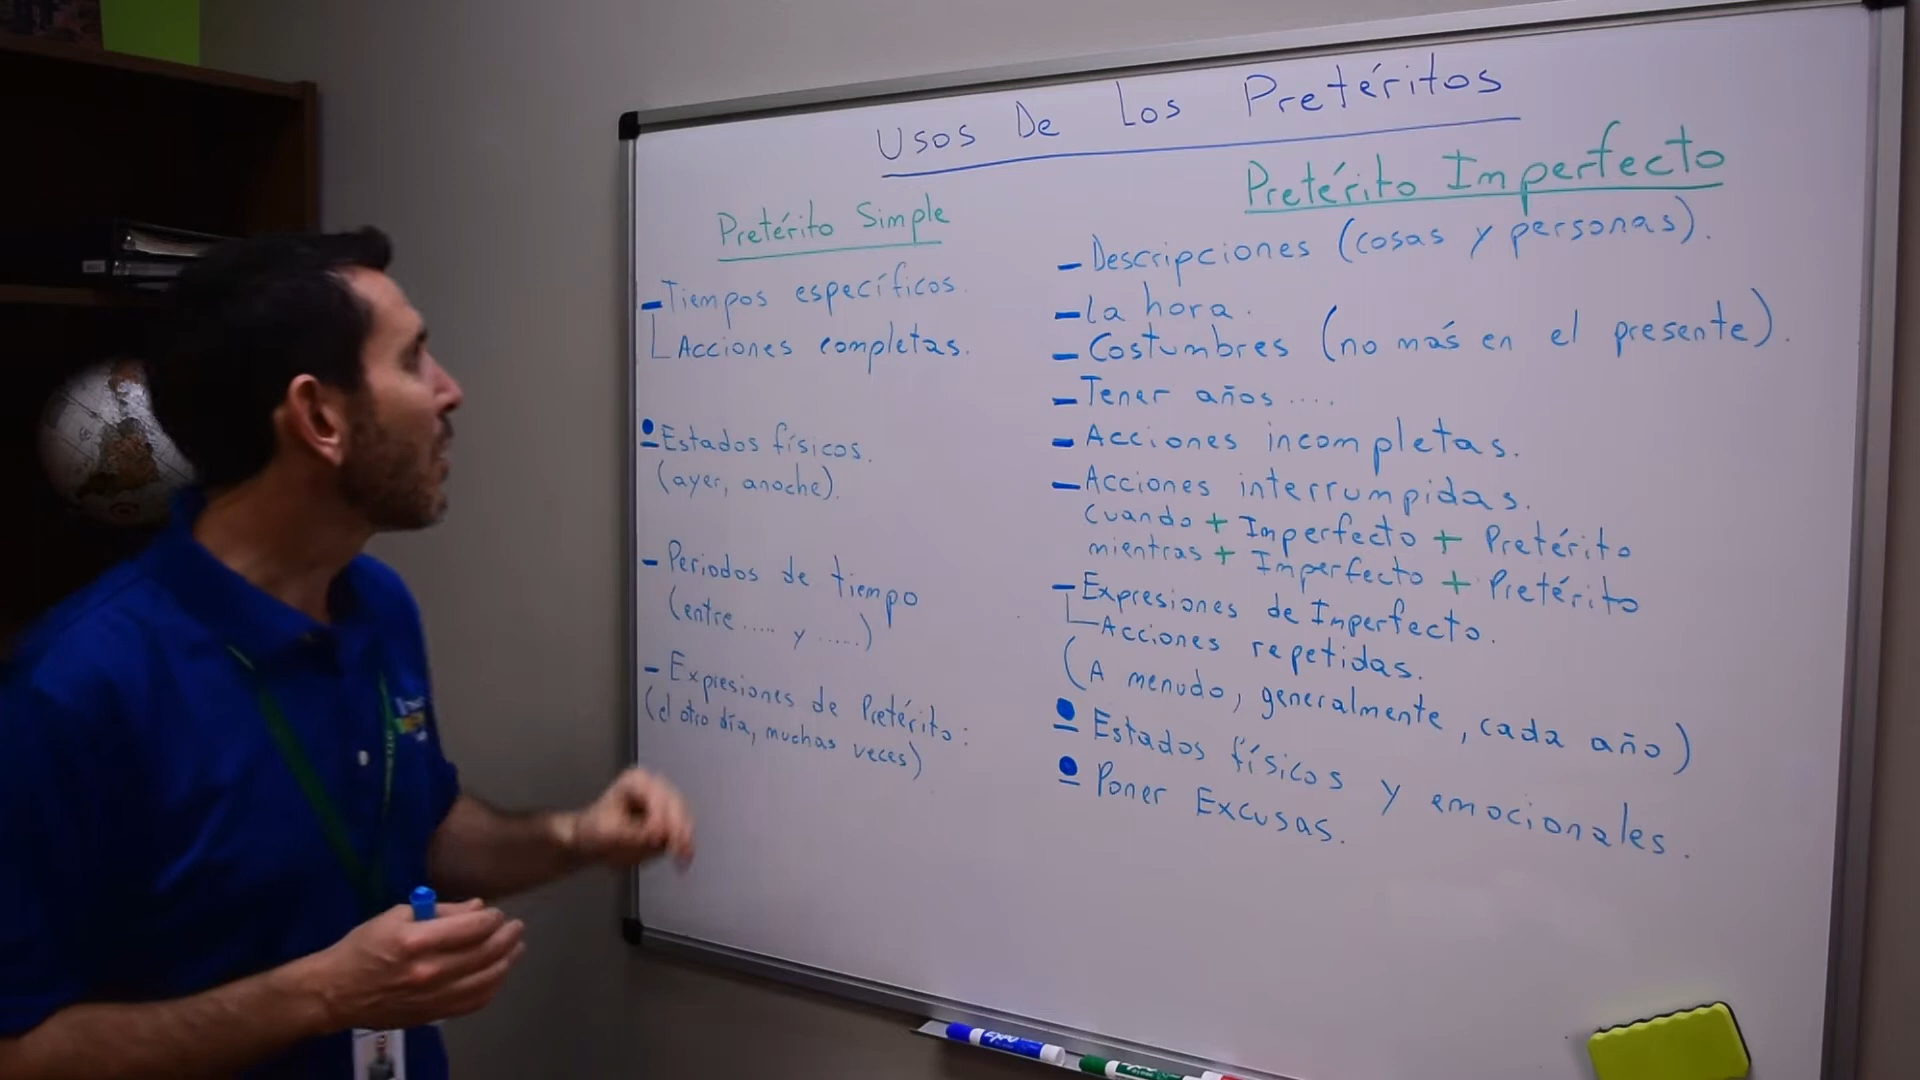 Usos De Los Pretéritos
Pretérito Simple
- Tiempos específicos.
Acciones completas.
Estados físicos.
(ayer, anoche).
- Periodos de tiempo
(entre ..... y ......)
- Expresiones de Pretérito:
(el otro día, muchas veces)
Pretérito Imperfecto
- Descripciones (cosas y personas).
- La hora.
- Costumbres (no más en el presente).
- Tener años ....
- Acciones incompletas.
- Acciones interrumpidas.
Cuando + Imperfecto + Pretérito
mientras + Imperfecto + Pretérito
- Expresiones de Imperfecto.
Acciones repetidas.
(A menudo, generalmente, cada año)
Estados físicos y emocionales.
Poner Excusas.
EXPO